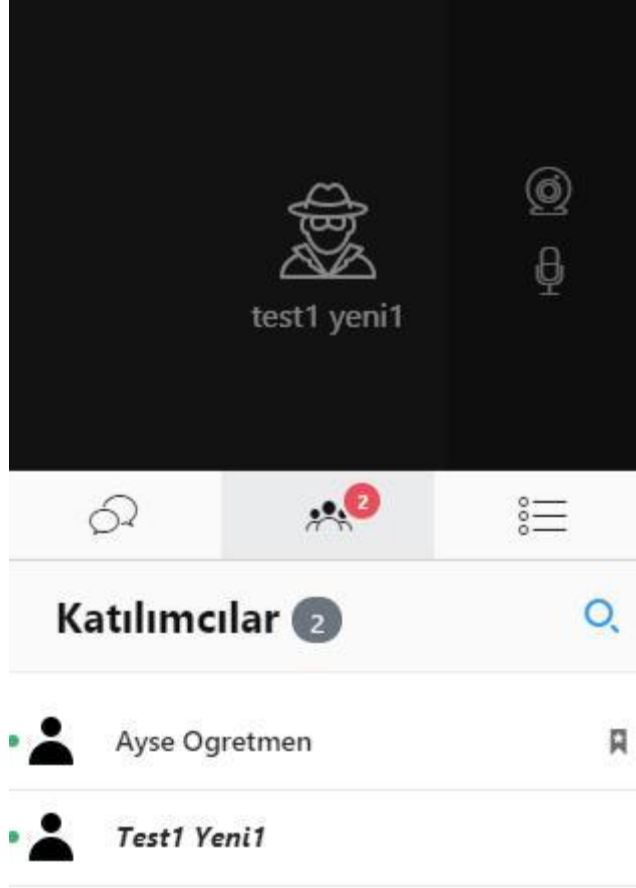 test1 yeni1
2
Katılımcılar 2
Ayse Ogretmen
Test1 Yeni1